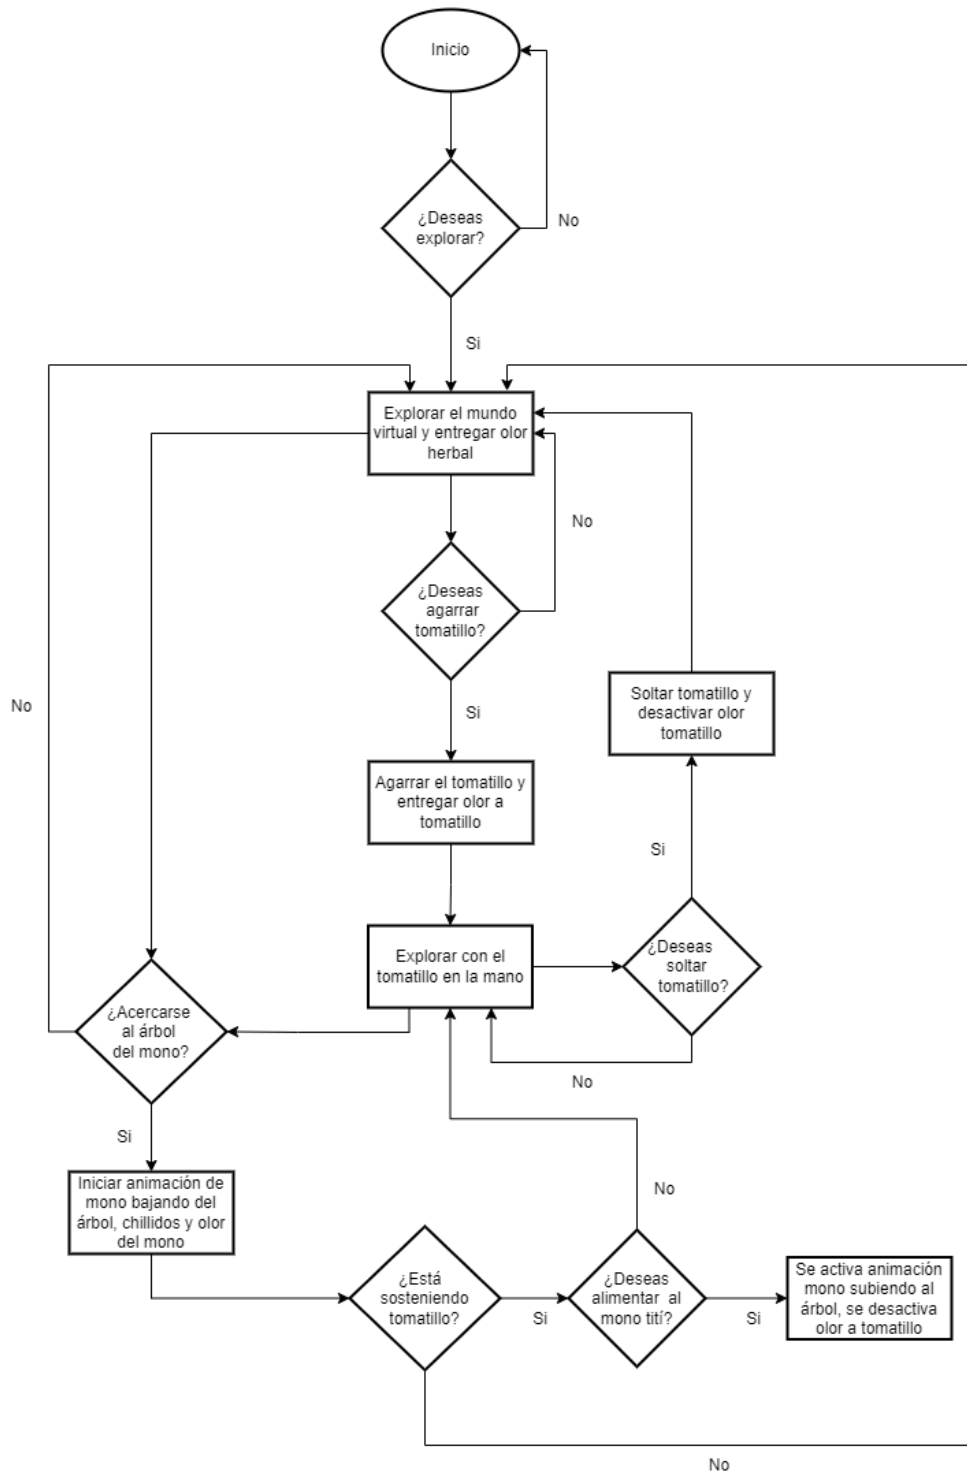 Inicio
¿Deseas
explorar?
No
Si
Explorar el mundo
virtual y entregar olor
herbal
No
¿Deseas
agarrar
tomatillo?
No
Si
Soltar tomatillo y
desactivar olor
tomatillo
Agarrar el tomatillo y
entregar olor a
tomatillo
Si
Explorar con el
tomatillo en la mano
¿Deseas
soltar
tomatillo?
No
¿Acercarse
al árbol
del mono?
Si
Iniciar animación de
mono bajando del
árbol, chillidos y olor
del mono
No
¿Está
sosteniendo
tomatillo?
Si
¿Deseas
alimentar al
mono tití?
Si
Se activa animación
mono subiendo al
árbol, se desactiva
olor a tomatillo
No